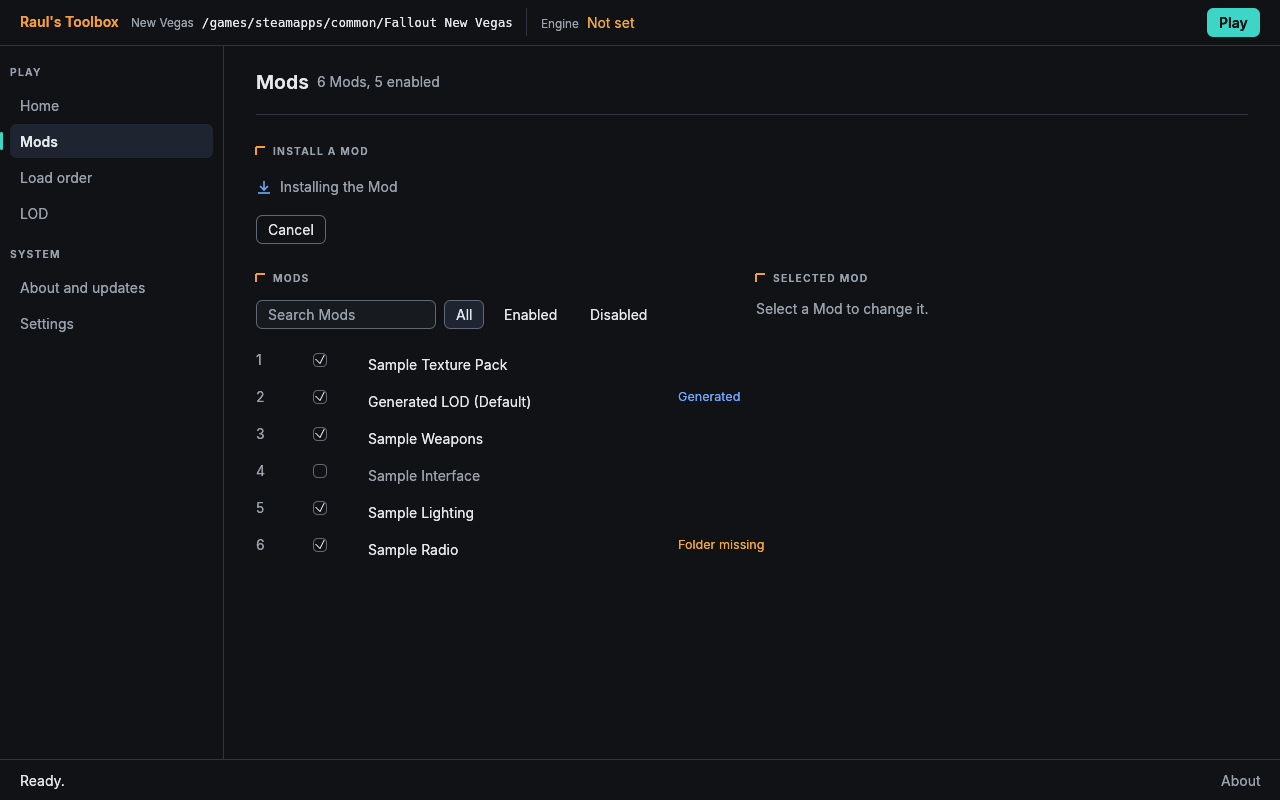 Raul's Toolbox New Vegas /games/steamapps/common/Fallout New Vegas Engine Not set Play
PLAY
Home
Mods
Load order
LOD
SYSTEM
About and updates
Settings
Mods 6 Mods, 5 enabled
INSTALL A MOD
Installing the Mod
Cancel
MODS
Search Mods All Enabled Disabled
1 Sample Texture Pack
2 Generated LOD (Default) Generated
3 Sample Weapons
4 Sample Interface
5 Sample Lighting
6 Sample Radio Folder missing
SELECTED MOD
Select a Mod to change it.
Ready. About